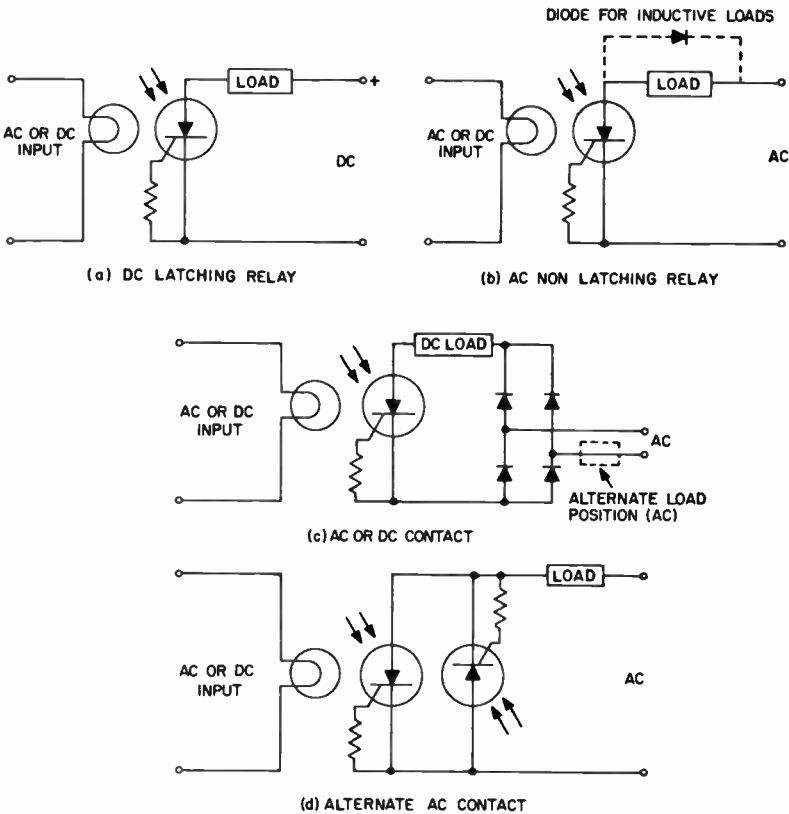 DIODE FOR INDUCTIVE LOADS
LOAD
+
AC OR DC
INPUT
DC
(a) DC LATCHING RELAY
LOAD
AC OR DC
INPUT
AC
(b) AC NON LATCHING RELAY
DC LOAD
AC OR DC
INPUT
AC
ALTERNATE LOAD
POSITION (AC)
(c) AC OR DC CONTACT
LOAD
AC OR DC
INPUT
AC
(d) ALTERNATE AC CONTACT